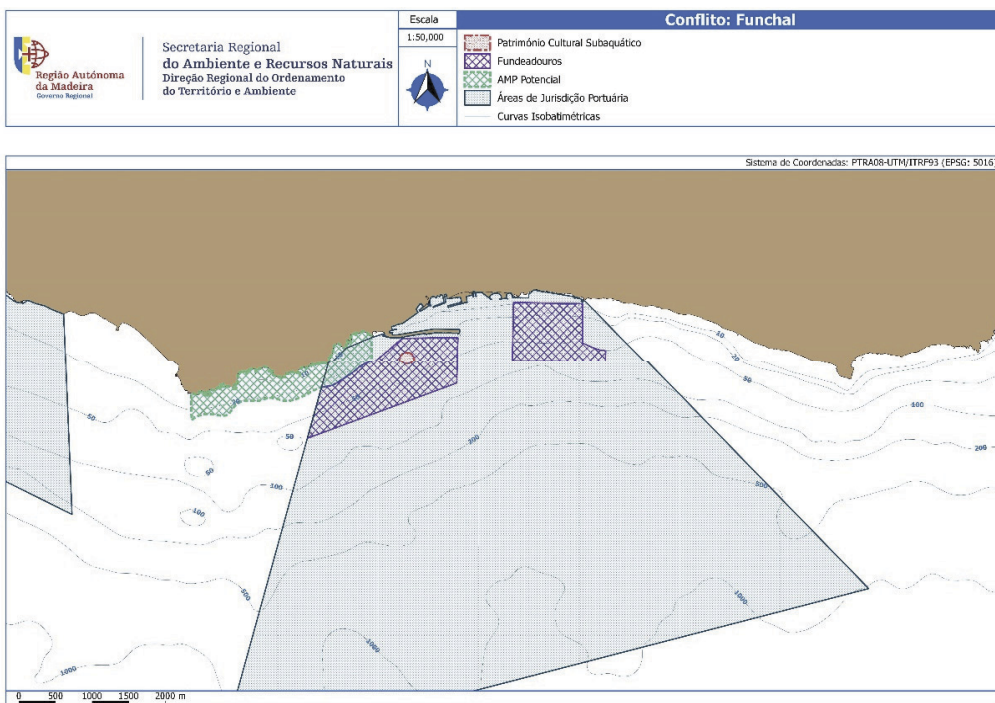 Região Autónoma
da Madeira
Governo Regional
Secretaria Regional
do Ambiente e Recursos Naturais
Direção Regional do Ordenamento
do Território e Ambiente
Escala
1:50,000
N
Conflito: Funchal
Património Cultural Subaquático
Fundeadouros
AMP Potencial
Áreas de Jurisdição Portuária
Curvas Isobatimétricas
Sistema de Coordenadas: PTRA08-UTM/ITRF93 (EPSG: 5016)
10
20
50
100
200
50
50
50
100
100
200
500
500
1000
1000
1000
0 500 1000 1500 2000 m